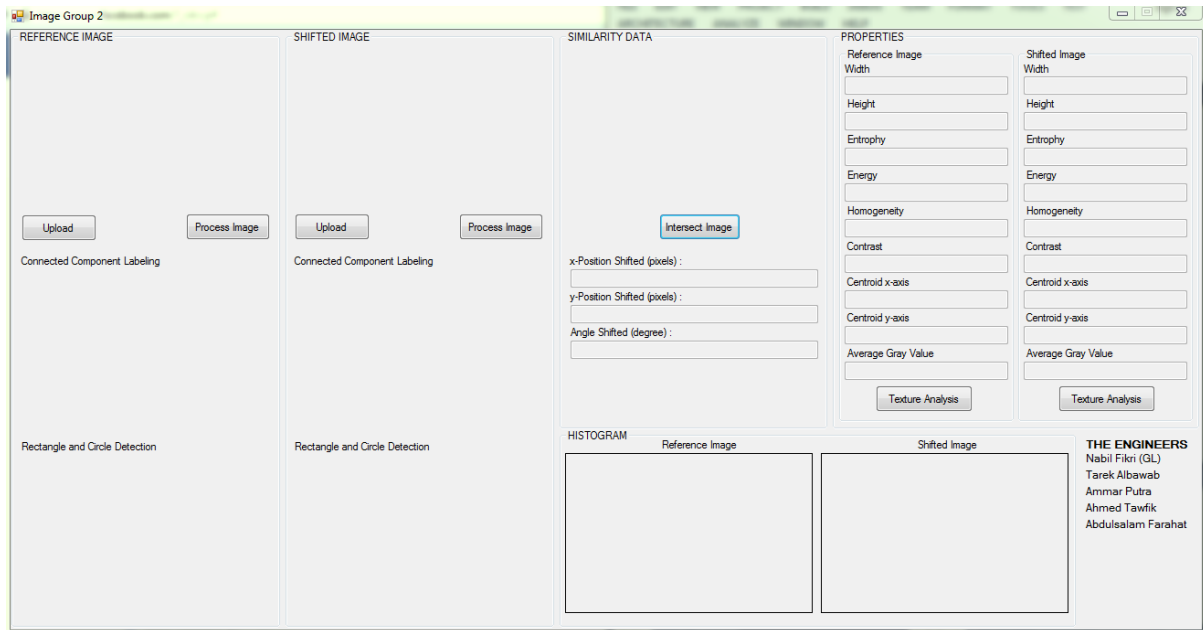 Image Group 2
REFERENCE IMAGE
Upload
Process Image
Connected Component Labeling
Rectangle and Circle Detection
SHIFTED IMAGE
Upload
Process Image
Connected Component Labeling
Rectangle and Circle Detection
SIMILARITY DATA
Intersect Image
x-Position Shifted (pixels) :
y-Position Shifted (pixels) :
Angle Shifted (degree) :
PROPERTIES
Reference Image
Width
Height
Entrophy
Energy
Homogeneity
Contrast
Centroid x-axis
Centroid y-axis
Average Gray Value
Texture Analysis
Shifted Image
Width
Height
Entrophy
Energy
Homogeneity
Contrast
Centroid x-axis
Centroid y-axis
Average Gray Value
Texture Analysis
HISTOGRAM
Reference Image
Shifted Image
THE ENGINEERS
Nabil Fikri (GL)
Tarek Albawab
Ammar Putra
Ahmed Tawfik
Abdulsalam Farahat